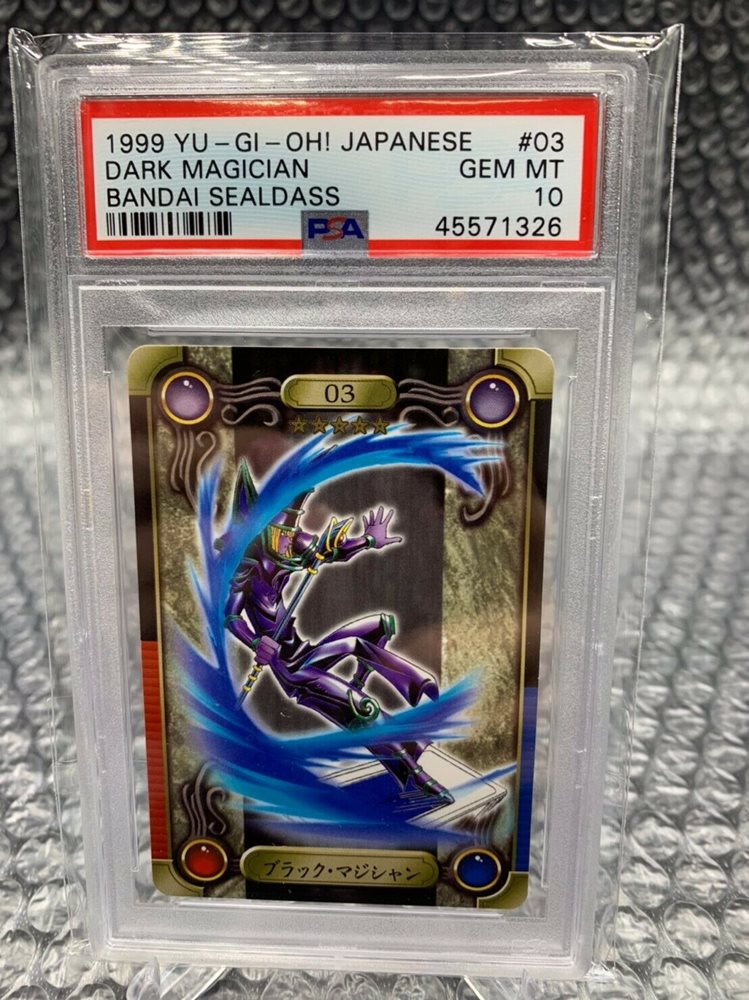 1999 YU-GI-OH! JAPANESE #03
DARK MAGICIAN GEM MT
BANDAI SEALDASS 10
PSA 45571326
03
ブラック・マジシャン